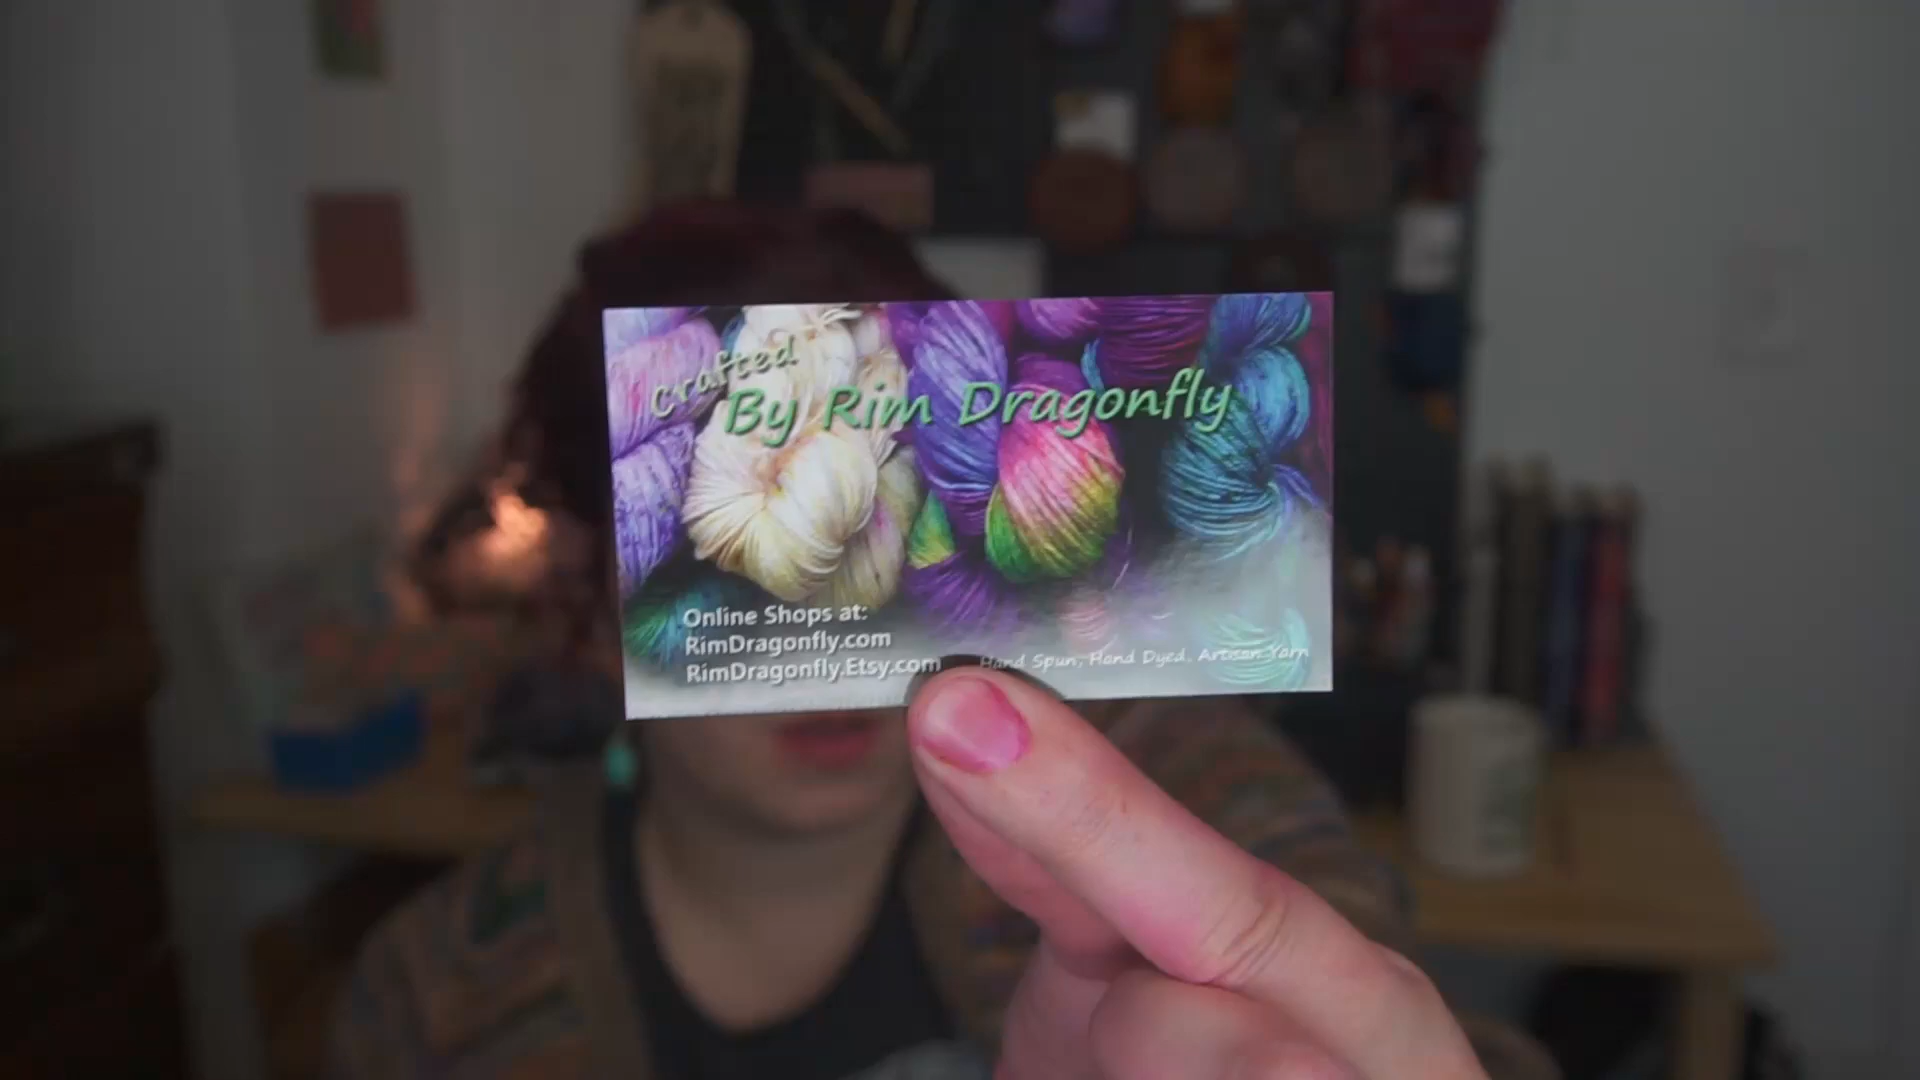 Crafted
By Rim Dragonfly
Online Shops at:
RimDragonfly.com
RimDragonfly.Etsy.com
Hand Spun, Hand Dyed, Artisan Yarn